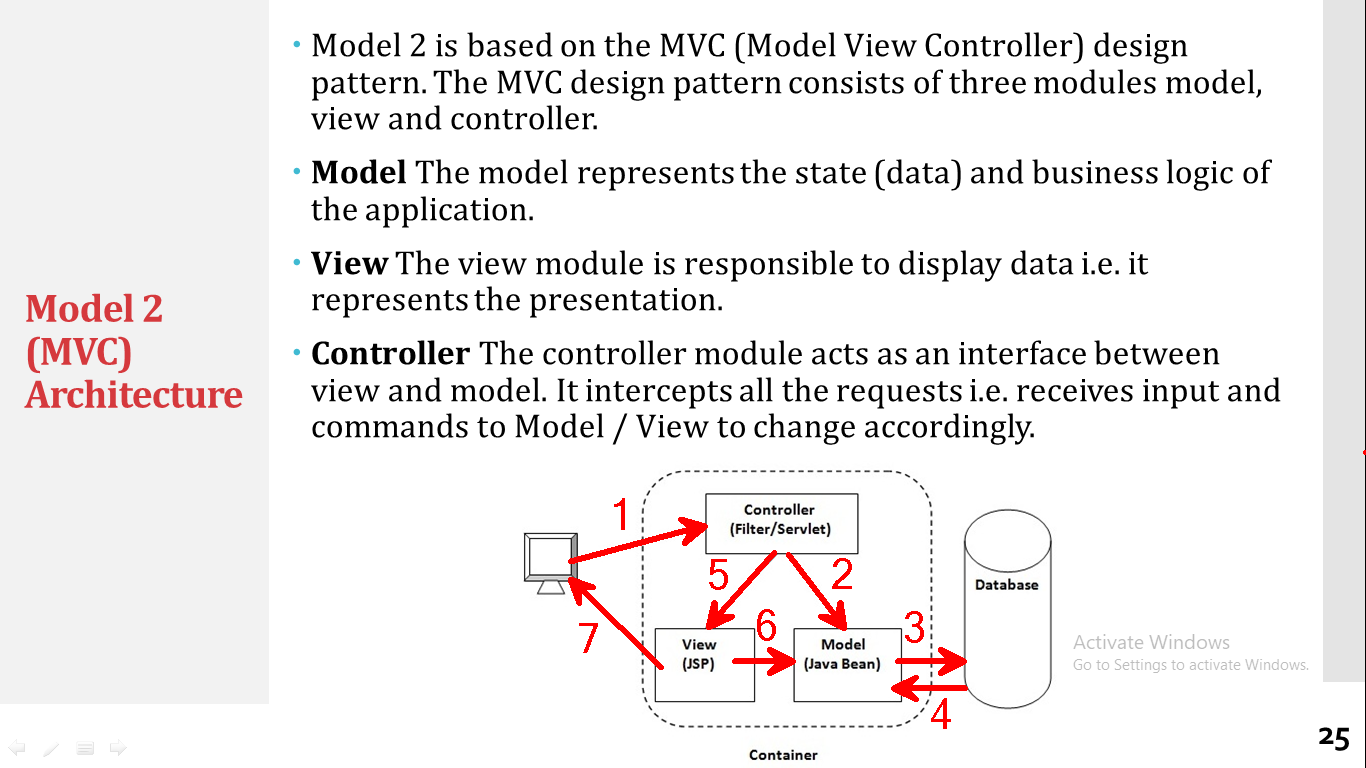 Model 2
(MVC)
Architecture
• Model 2 is based on the MVC (Model View Controller) design
pattern. The MVC design pattern consists of three modules model,
view and controller.
• Model The model represents the state (data) and business logic of
the application.
• View The view module is responsible to display data i.e. it
represents the presentation.
• Controller The controller module acts as an interface between
view and model. It intercepts all the requests i.e. receives input and
commands to Model / View to change accordingly.
1
Controller
(Filter/Servlet)
5
2
Database
7
View
(JSP)
6
Model
(Java Bean)
3
4
Container
Activate Windows
Go to Settings to activate Windows.
25